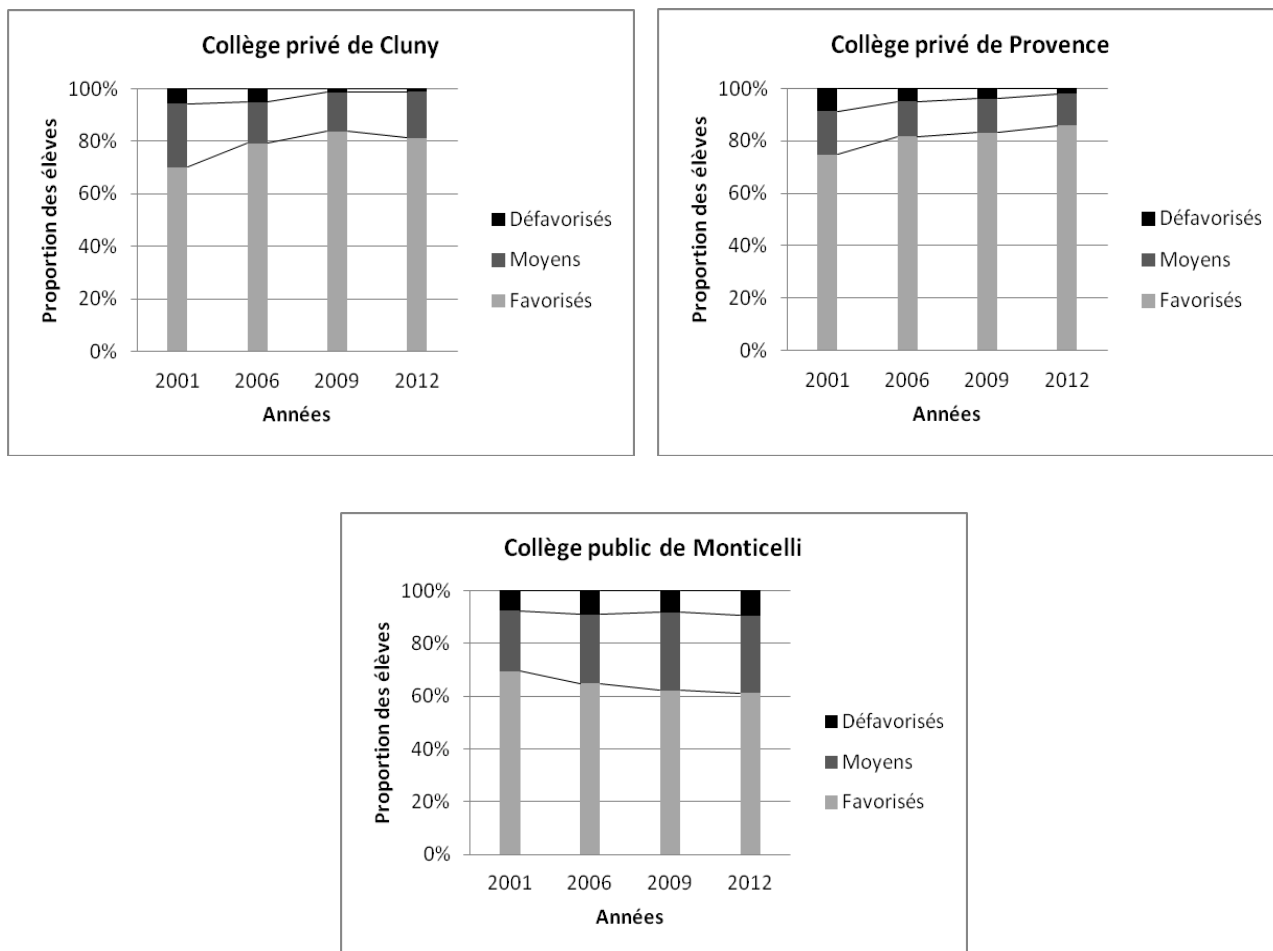 Collège privé de Cluny
Proportion des élèves
100%
80%
60%
40%
20%
0%
2001 2006 2009 2012
Années
Défavorisés
Moyens
Favorisés
Collège privé de Provence
Proportion des élèves
100%
80%
60%
40%
20%
0%
2001 2006 2009 2012
Années
Défavorisés
Moyens
Favorisés
Collège public de Monticelli
Proportion des élèves
100%
80%
60%
40%
20%
0%
2001 2006 2009 2012
Années
Défavorisés
Moyens
Favorisés